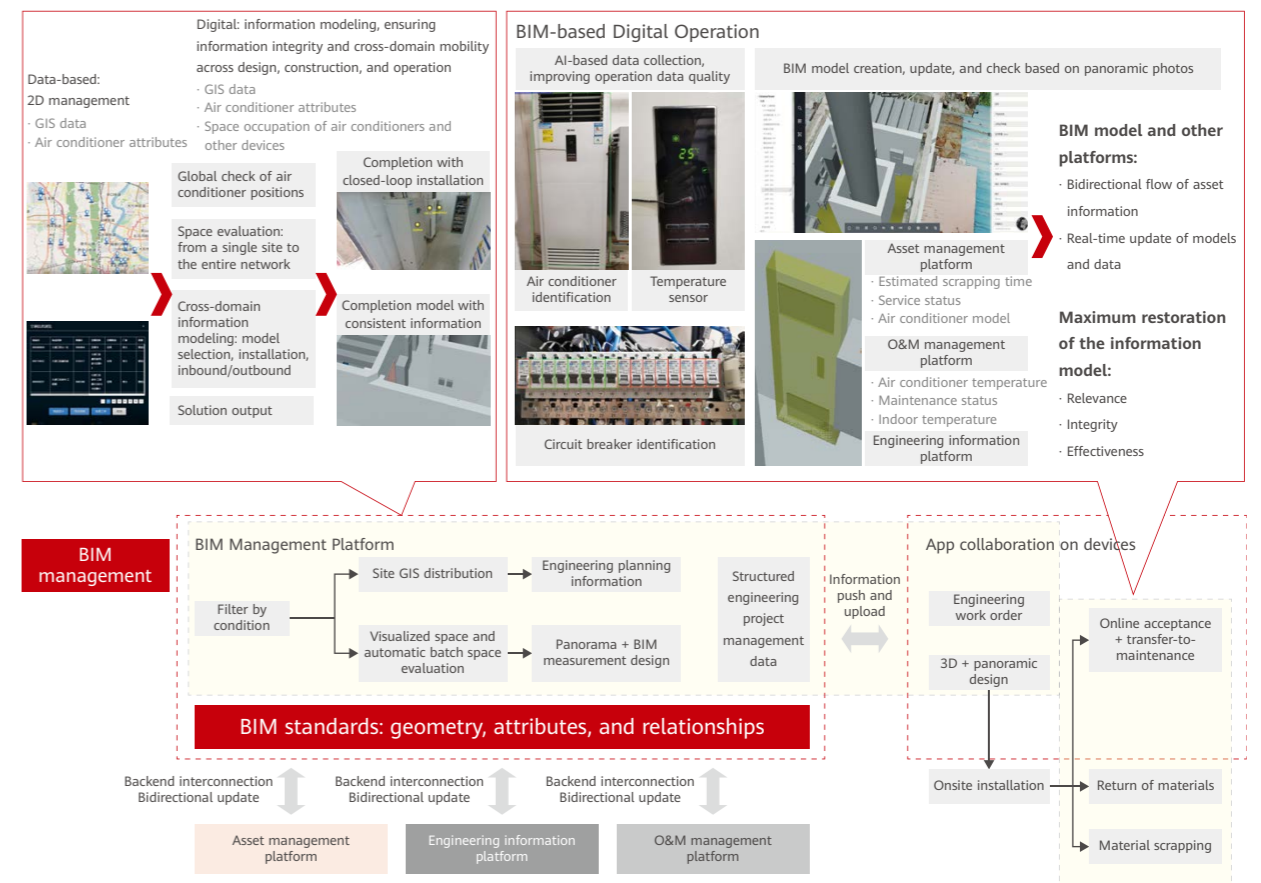 Digital: information modeling, ensuring
information integrity and cross-domain mobility
across design, construction, and operation
· GIS data
· Air conditioner attributes
· Space occupation of air conditioners and
other devices
Data-based:
2D management
· GIS data
· Air conditioner attributes
Global check of air
conditioner positions
Space evaluation:
from a single site to
the entire network
Cross-domain
information
modeling: model
selection, installation,
inbound/outbound
Solution output
Completion with
closed-loop installation
Completion model with
consistent information
BIM-based Digital Operation
AI-based data collection,
improving operation data quality
25
Air conditioner
identification
Temperature
sensor
Circuit breaker identification
BIM model creation, update, and check based on panoramic photos
Asset management
platform
· Estimated scrapping time
· Service status
· Air conditioner model
O&M management
platform
· Air conditioner temperature
· Maintenance status
· Indoor temperature
Engineering information
platform
BIM model and other
platforms:
· Bidirectional flow of asset
information
· Real-time update of models
and data
Maximum restoration
of the information
model:
· Relevance
· Integrity
· Effectiveness
BIM
management
BIM Management Platform
Filter by
condition
Site GIS distribution
Engineering planning
information
Visualized space and
automatic batch space
evaluation
Panorama + BIM
measurement design
Structured
engineering
project
management
data
Information
push and
upload
App collaboration on devices
Engineering
work order
3D + panoramic
design
Online acceptance
+ transfer-to-
maintenance
BIM standards: geometry, attributes, and relationships
Onsite installation
Return of materials
Material scrapping
Backend interconnection
Bidirectional update
Backend interconnection
Bidirectional update
Backend interconnection
Bidirectional update
Asset management
platform
Engineering information
platform
O&M management
platform